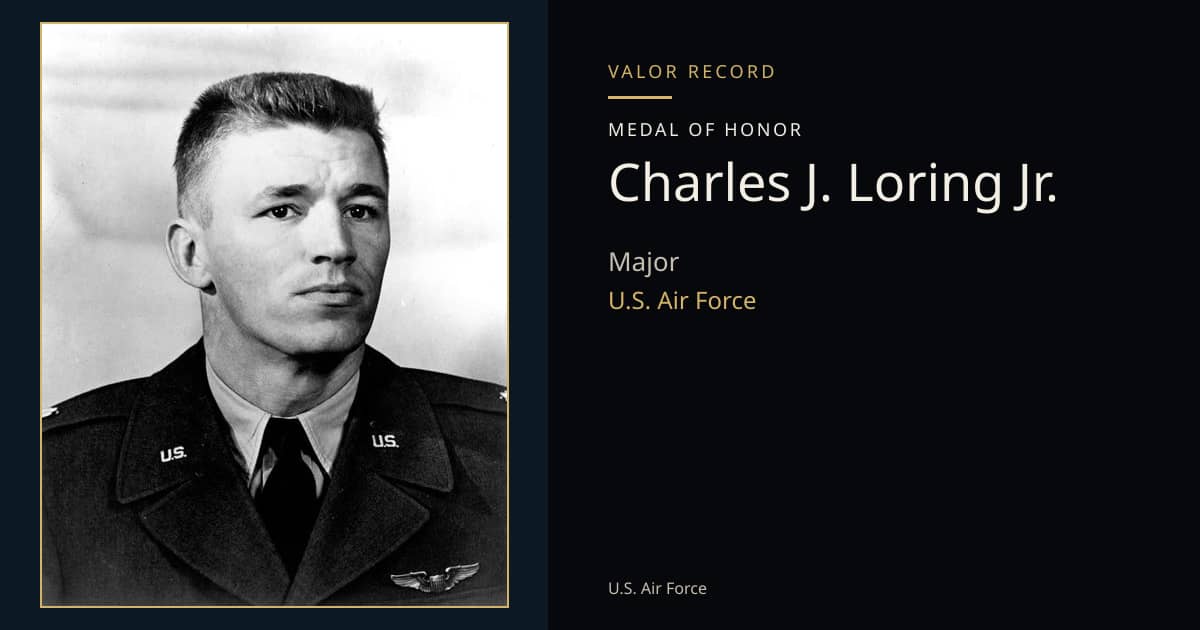 VALOR RECORD
MEDAL OF HONOR
Charles J. Loring Jr.
Major
U.S. Air Force
U.S.
U.S.
U.S. Air Force